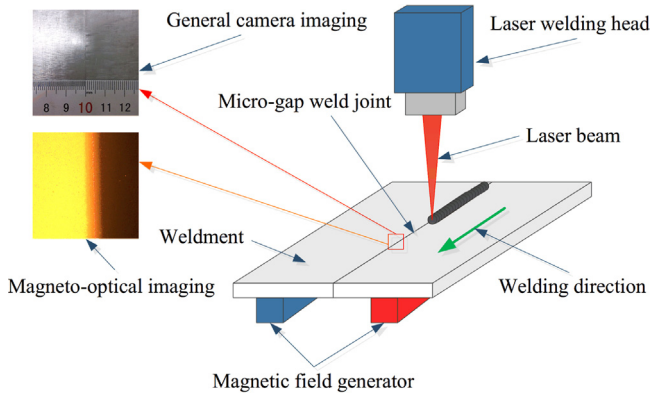 General camera imaging
Laser welding head
8 9 10 11 12
Micro-gap weld joint
Laser beam
Weldment
Magneto-optical imaging
Welding direction
Magnetic field generator